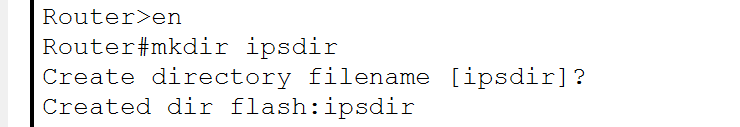 Router>en
Router#mkdir ipsdir
Create directory filename [ipsdir]?
Created dir flash:ipsdir